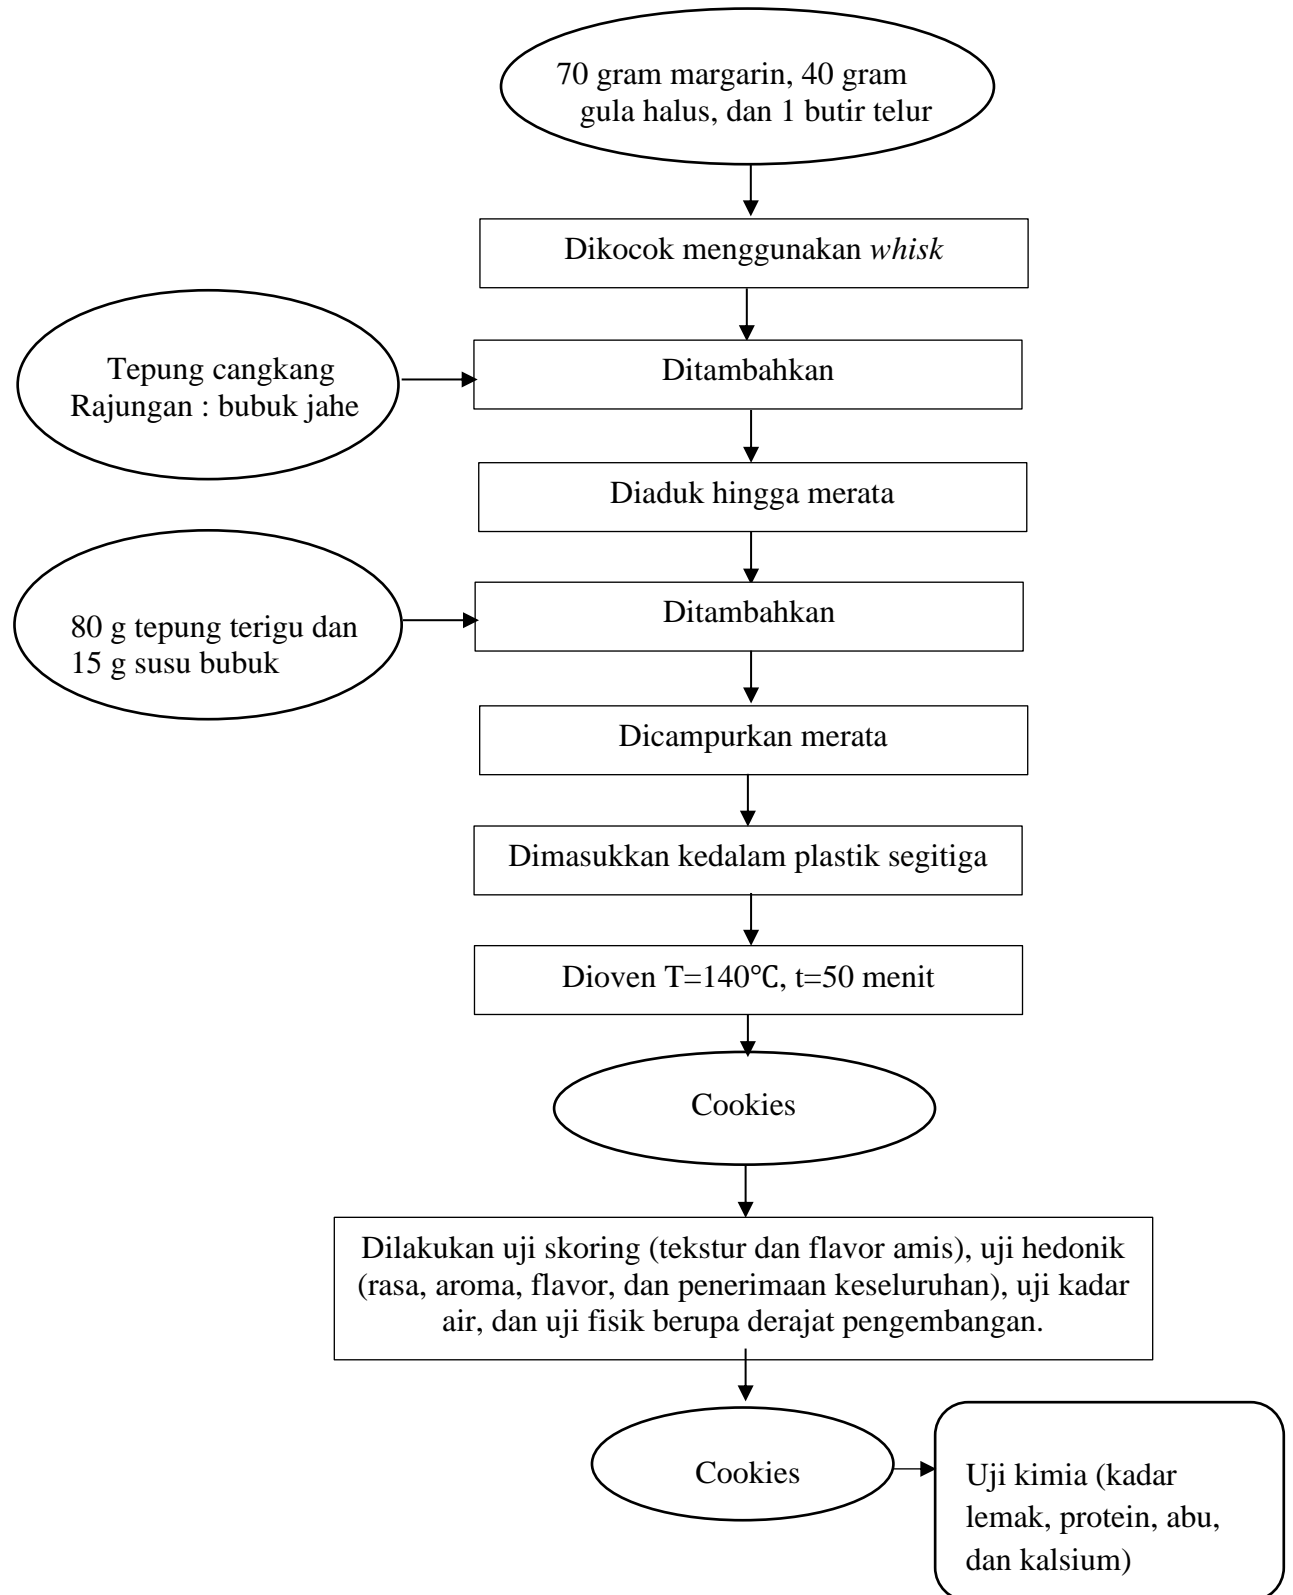 70 gram margarin, 40 gram
gula halus, dan 1 butir telur
Dikocok menggunakan whisk
Tepung cangkang
Rajungan : bubuk jahe
Ditambahkan
Diaduk hingga merata
80 g tepung terigu dan
15 g susu bubuk
Ditambahkan
Dicampurkan merata
Dimasukkan kedalam plastik segitiga
Dioven T=140℃, t=50 menit
Cookies
Dilakukan uji skoring (tekstur dan flavor amis), uji hedonik
(rasa, aroma, flavor, dan penerimaan keseluruhan), uji kadar
air, dan uji fisik berupa derajat pengembangan.
Cookies
Uji kimia (kadar
lemak, protein, abu,
dan kalsium)